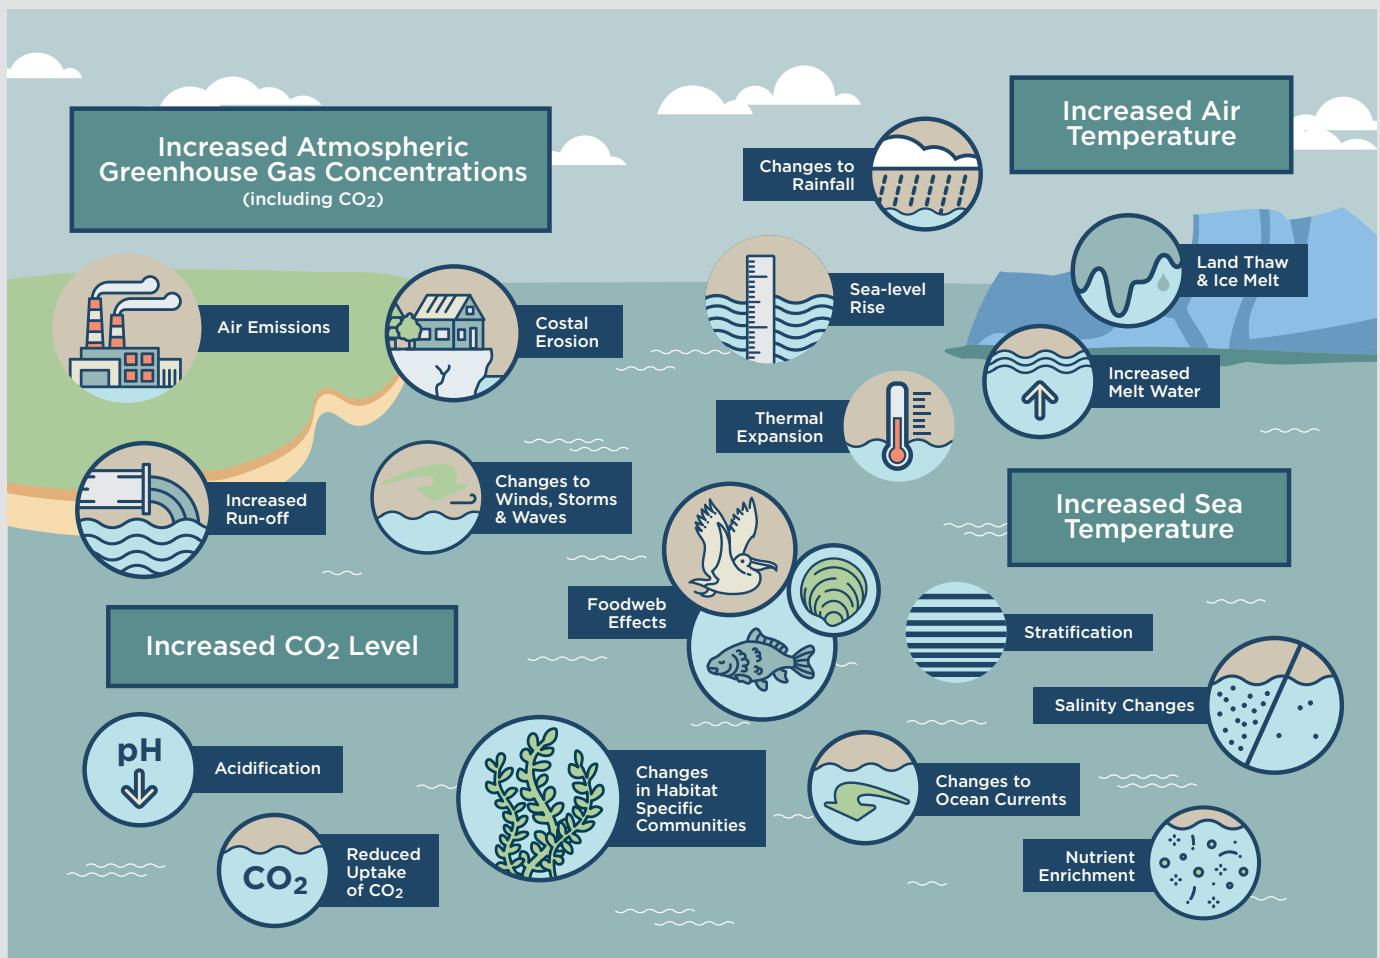 Increased Atmospheric
Greenhouse Gas Concentrations
(including CO2)
Increased Air
Temperature
Changes to
Rainfall
Land Thaw
& Ice Melt
Sea-level
Rise
Air Emissions
Costal
Erosion
Increased
Melt Water
Thermal
Expansion
Increased
Run-off
Changes to
Winds, Storms
& Waves
Increased Sea
Temperature
Foodweb
Effects
Stratification
Increased CO2 Level
Salinity Changes
pH
Acidification
Changes
in Habitat
Specific
Communities
Changes to
Ocean Currents
CO2
Reduced
Uptake
of CO2
Nutrient
Enrichment